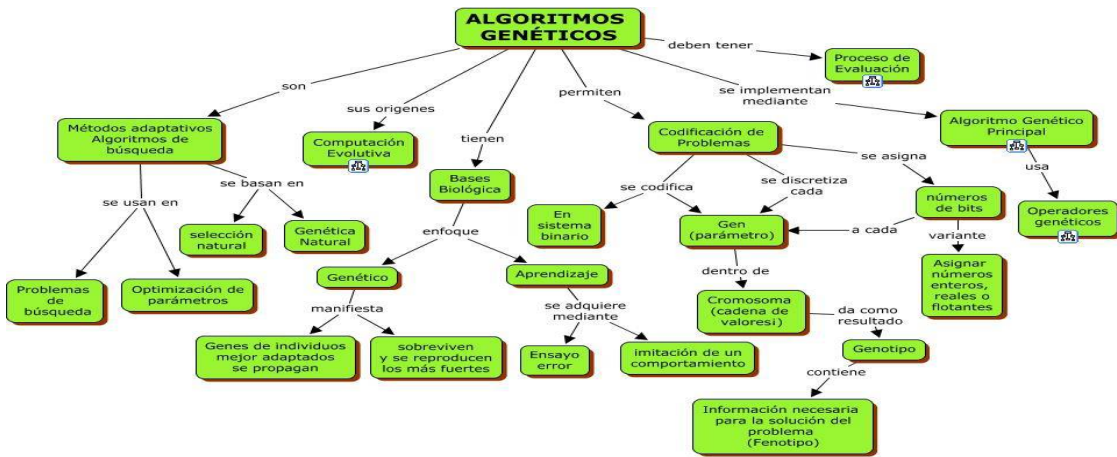 ALGORITMOS
GENÉTICOS
deben tener
Proceso de
Evaluación
son
sus origenes
tienen
permiten
se implementan
mediante
Métodos adaptativos
Algoritmos de
búsqueda
Computación
Evolutiva
Codificación de
Problemas
Algoritmo Genético
Principal
se usan en
se basan en
selección
natural
Genética
Natural
Bases
Biológica
se codifica
se discretiza
cada
se asigna
usa
En
sistema
binario
Gen
(parámetro)
a cada
números
de bits
Operadores
genéticos
variante
Asignar
números
enteros,
reales o
flotantes
Problemas
de
búsqueda
Optimización de
parámetros
enfoque
Genético
Aprendizaje
manifiesta
se adquiere
mediante
dentro de
Cromosoma
(cadena de
valoresi)
da como
resultado
Genotipo
Genes de individuos
mejor adaptados
se propagan
sobreviven
y se reproducen
los más fuertes
Ensayo
error
imitación de un
comportamiento
contiene
Información necesaria
para la solución del
problema
(Fenotipo)